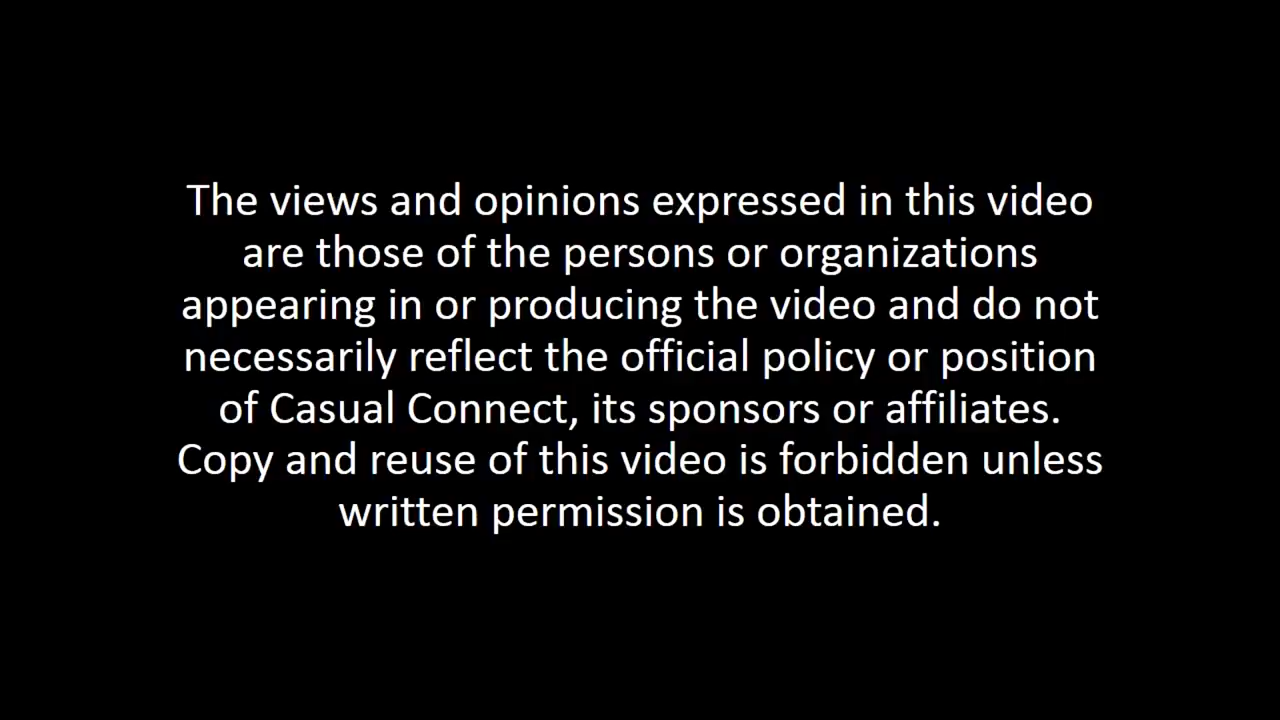 The views and opinions expressed in this video
are those of the persons or organizations
appearing in or producing the video and do not
necessarily reflect the official policy or position
of Casual Connect, its sponsors or affiliates.
Copy and reuse of this video is forbidden unless
written permission is obtained.